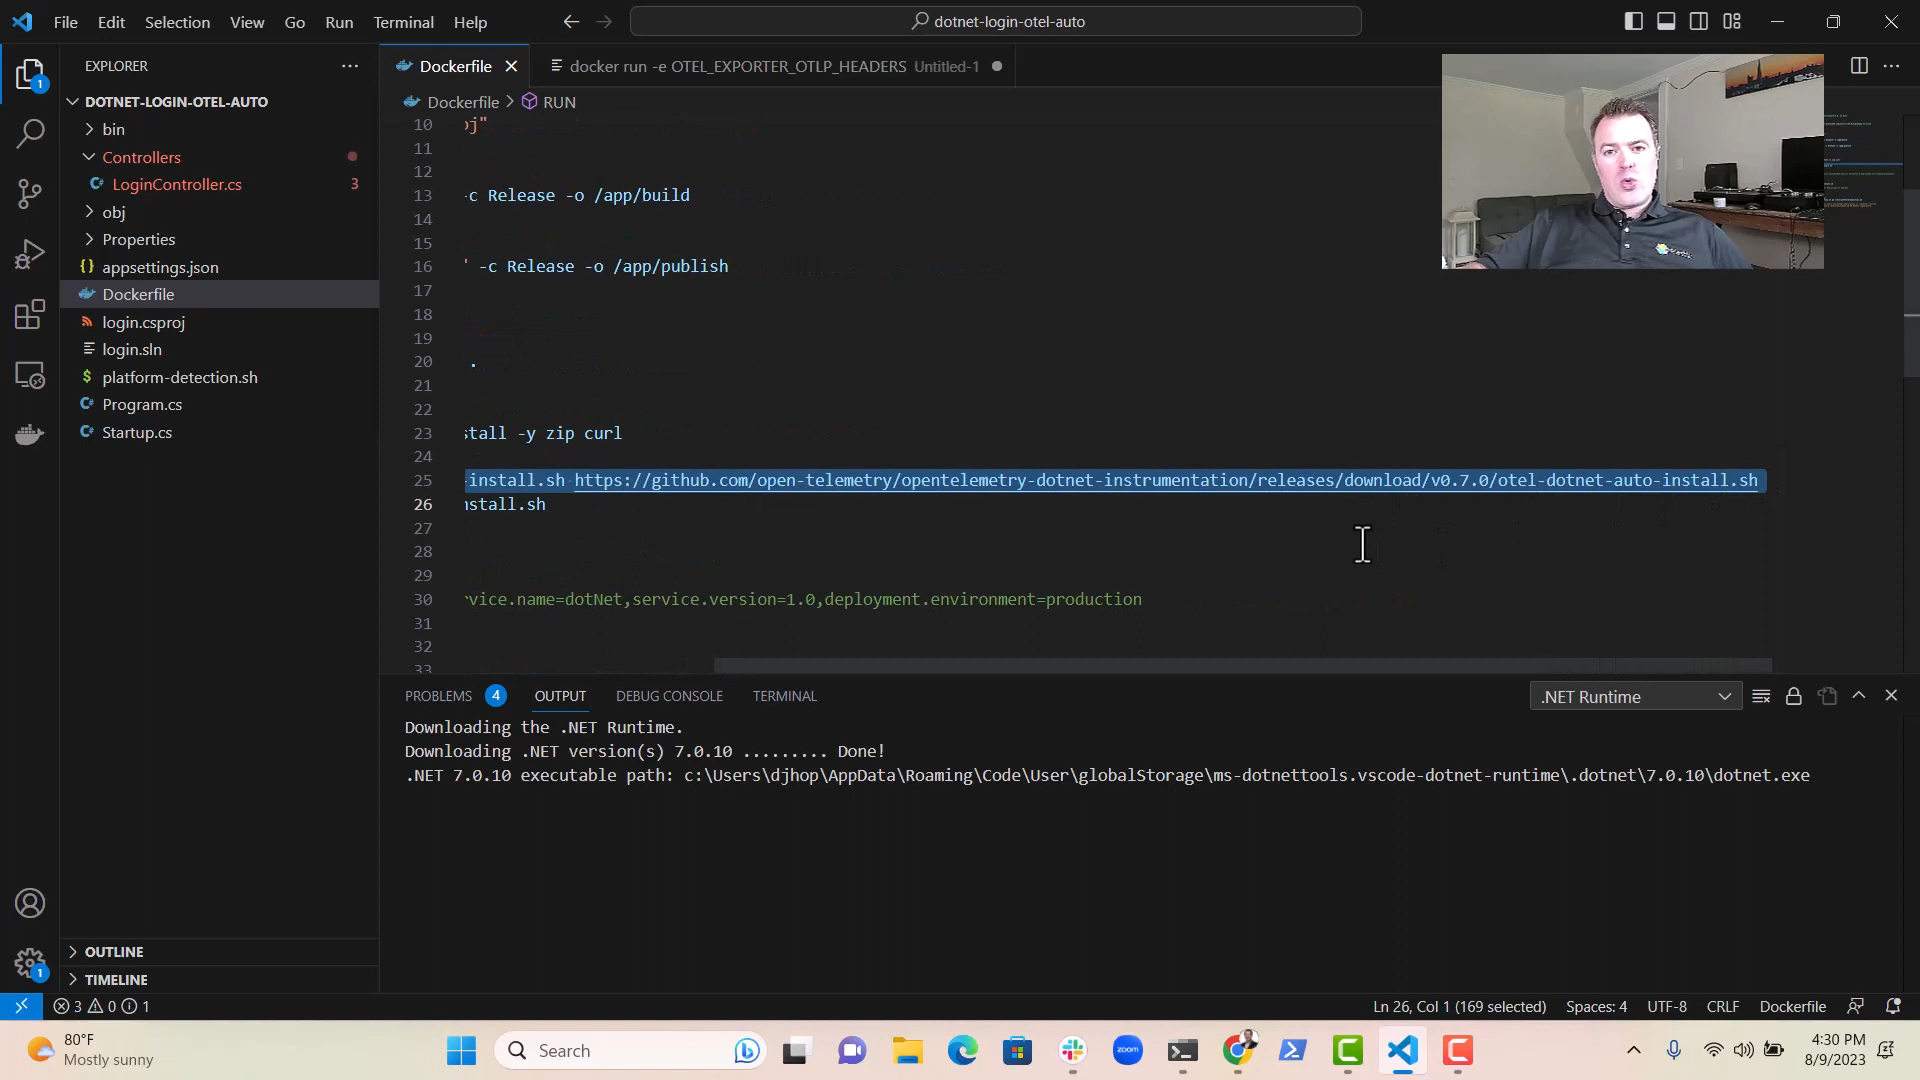 File Edit Selection View Go Run Terminal Help
dotnet-login-otel-auto
EXPLORER
DOTNET-LOGIN-OTEL-AUTO
bin
Controllers
LoginController.cs 3
obj
Properties
appsettings.json
Dockerfile
login.csproj
login.sln
platform-detection.sh
Program.cs
Startup.cs
OUTLINE
TIMELINE
Dockerfile
docker run -e OTEL_EXPORTER_OTLP_HEADERS Untitled-1
Dockerfile > RUN
10 oj"
11
12
13 -c Release -o /app/build
14
15
16 " -c Release -o /app/publish
17
18
19
20 .
21
22
23 stall -y zip curl
24
25 -install.sh https://github.com/open-telemetry/opentelemetry-dotnet-instrumentation/releases/download/v0.7.0/otel-dotnet-auto-install.sh
26 nstall.sh
27
28
29
30 rvice.name=dotNet,service.version=1.0,deployment.environment=production
31
32
33
PROBLEMS 4 OUTPUT DEBUG CONSOLE TERMINAL
.NET Runtime
Downloading the .NET Runtime.
Downloading .NET version(s) 7.0.10 ......... Done!
.NET 7.0.10 executable path: c:\Users\djhop\AppData\Roaming\Code\User\globalStorage\ms-dotnettools.vscode-dotnet-runtime\.dotnet\7.0.10\dotnet.exe
1
1
3 0 1
Ln 26, Col 1 (169 selected) Spaces: 4 UTF-8 CRLF Dockerfile
80°F
Mostly sunny
Search
zoom
4:30 PM
8/9/2023